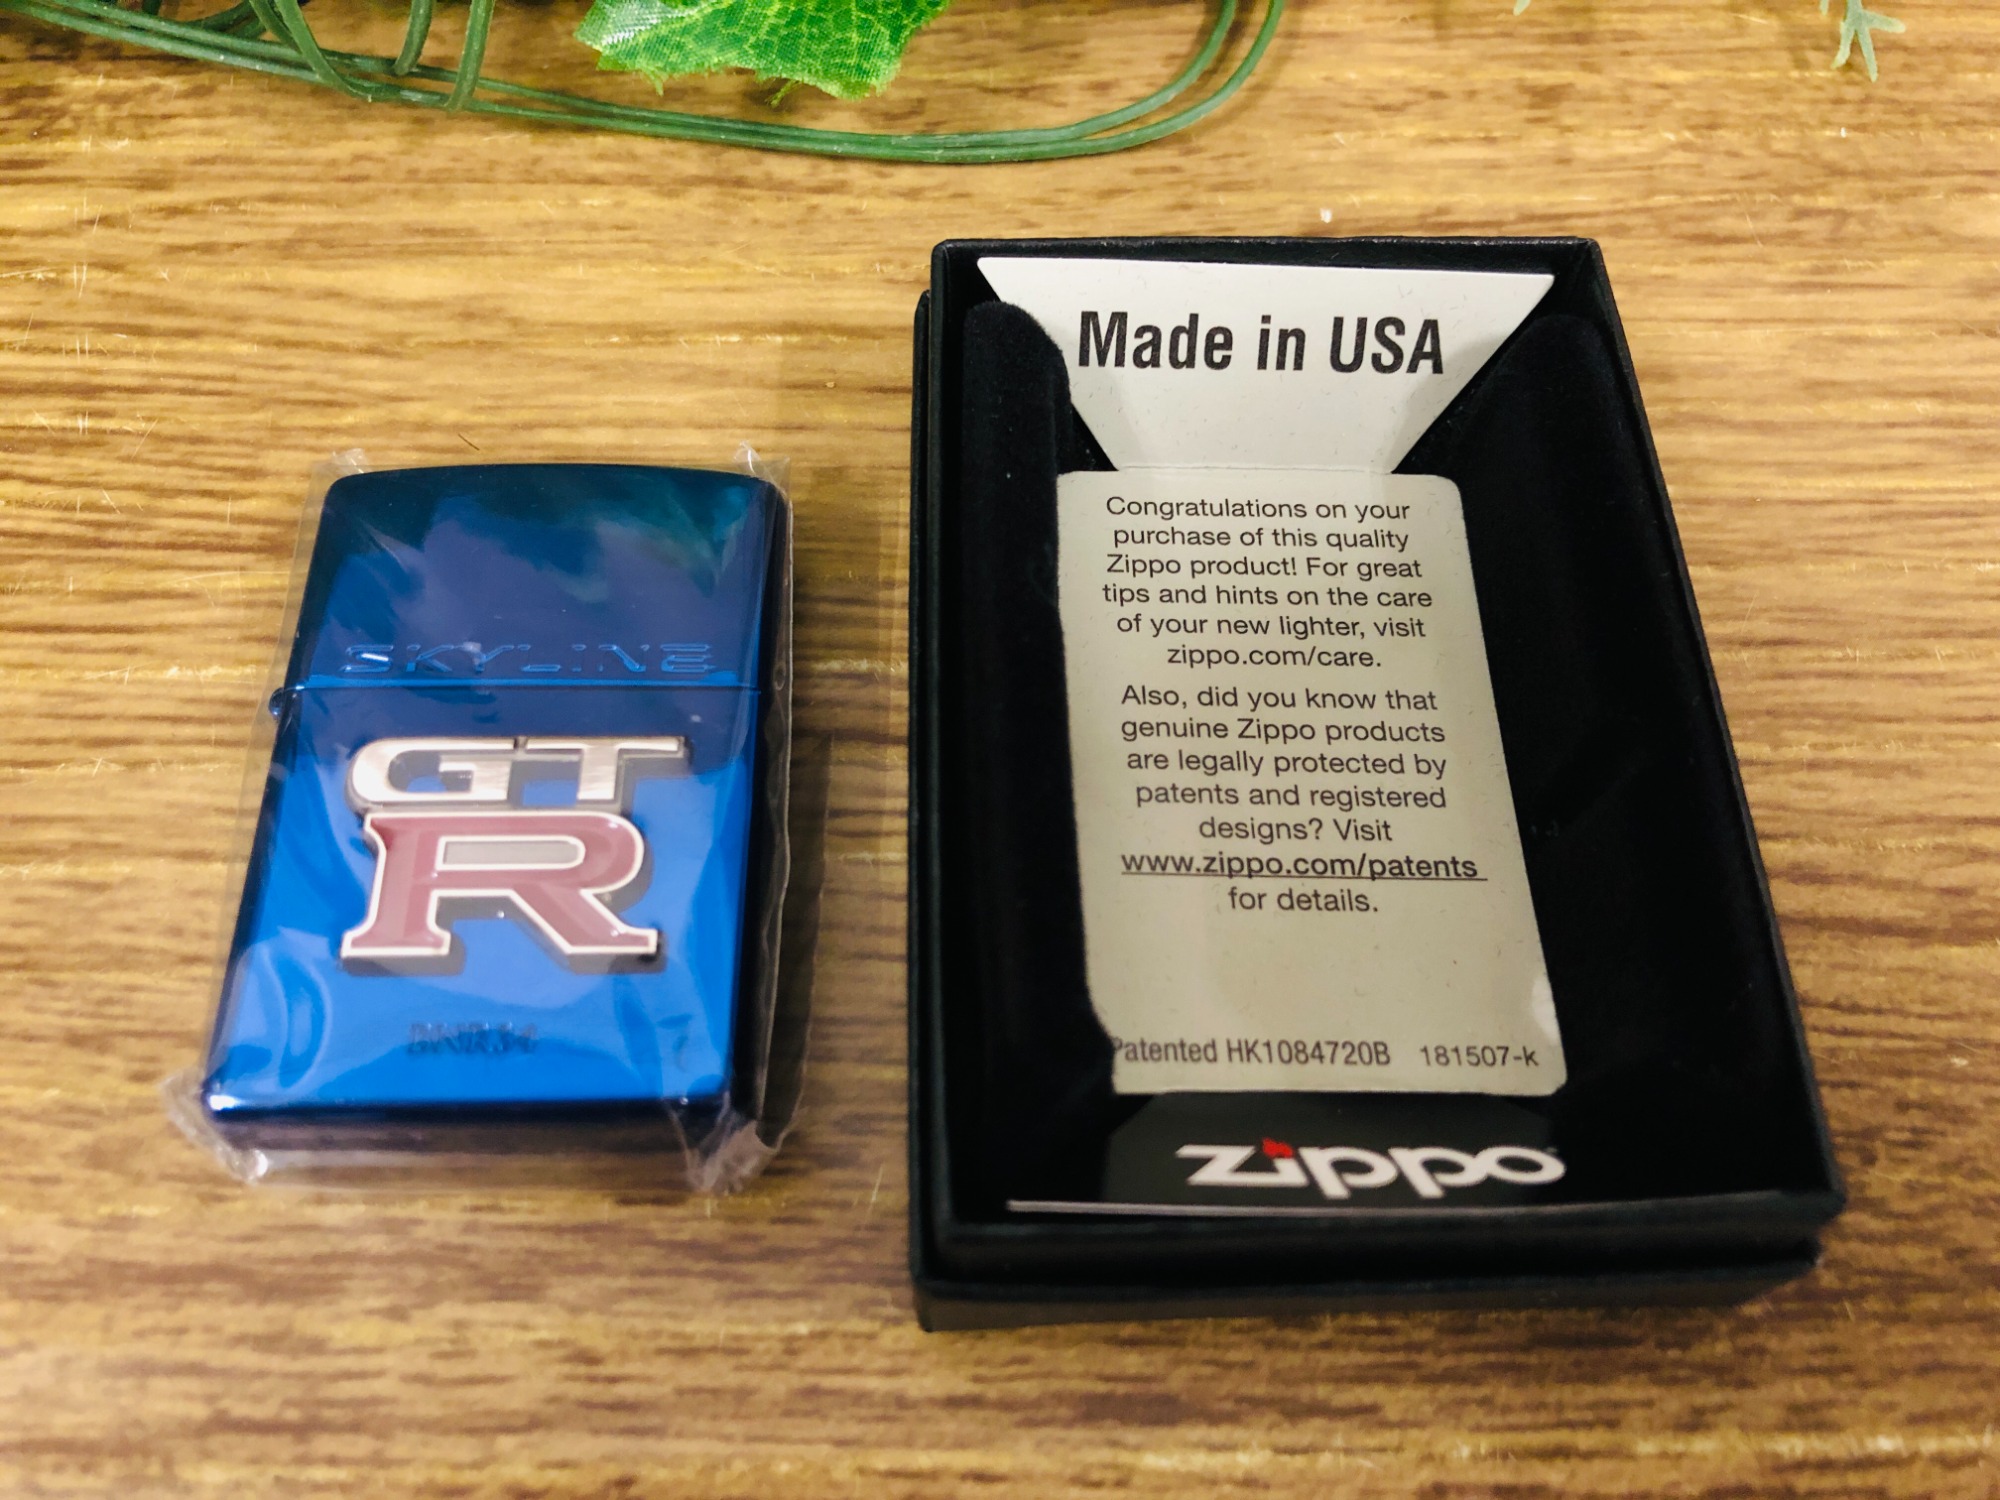 SKYLINE
GT
R
BNR34
Made in USA
Congratulations on your
purchase of this quality
Zippo product! For great
tips and hints on the care
of your new lighter, visit
zippo.com/care.
Also, did you know that
genuine Zippo products
are legally protected by
patents and registered
designs? Visit
www.zippo.com/patents
for details.
Patented HK1084720B 181507-k
zippo